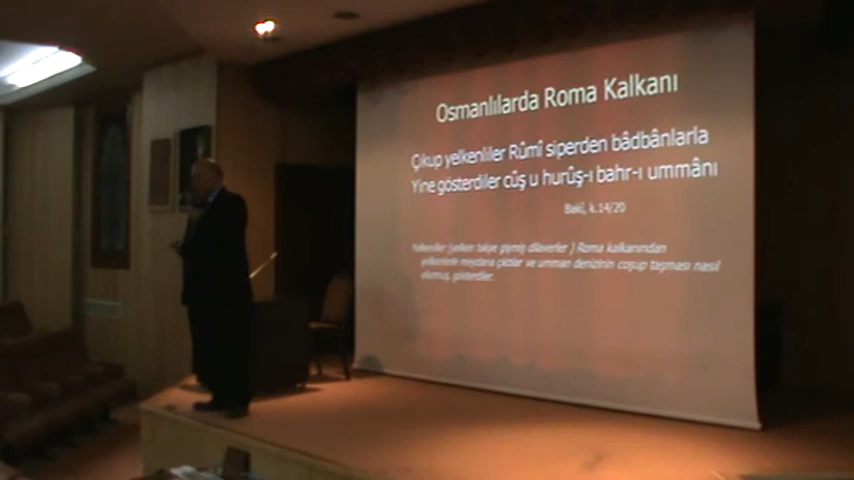 Osmanlılarda Roma Kalkanı
Çıkup yelkenliler Rûmî siperden bâdbânlarla
Yine gösterdiler cûş u hurûş-ı bahr-ı ummânı
Bakî, k.14/20
Yelkenliler (yelken takye giymiş dilaverler ) Roma kalkanından
yelkenlerle meydana çıktılar ve umman denizinin coşup taşması nasıl
olurmuş, gösterdiler.